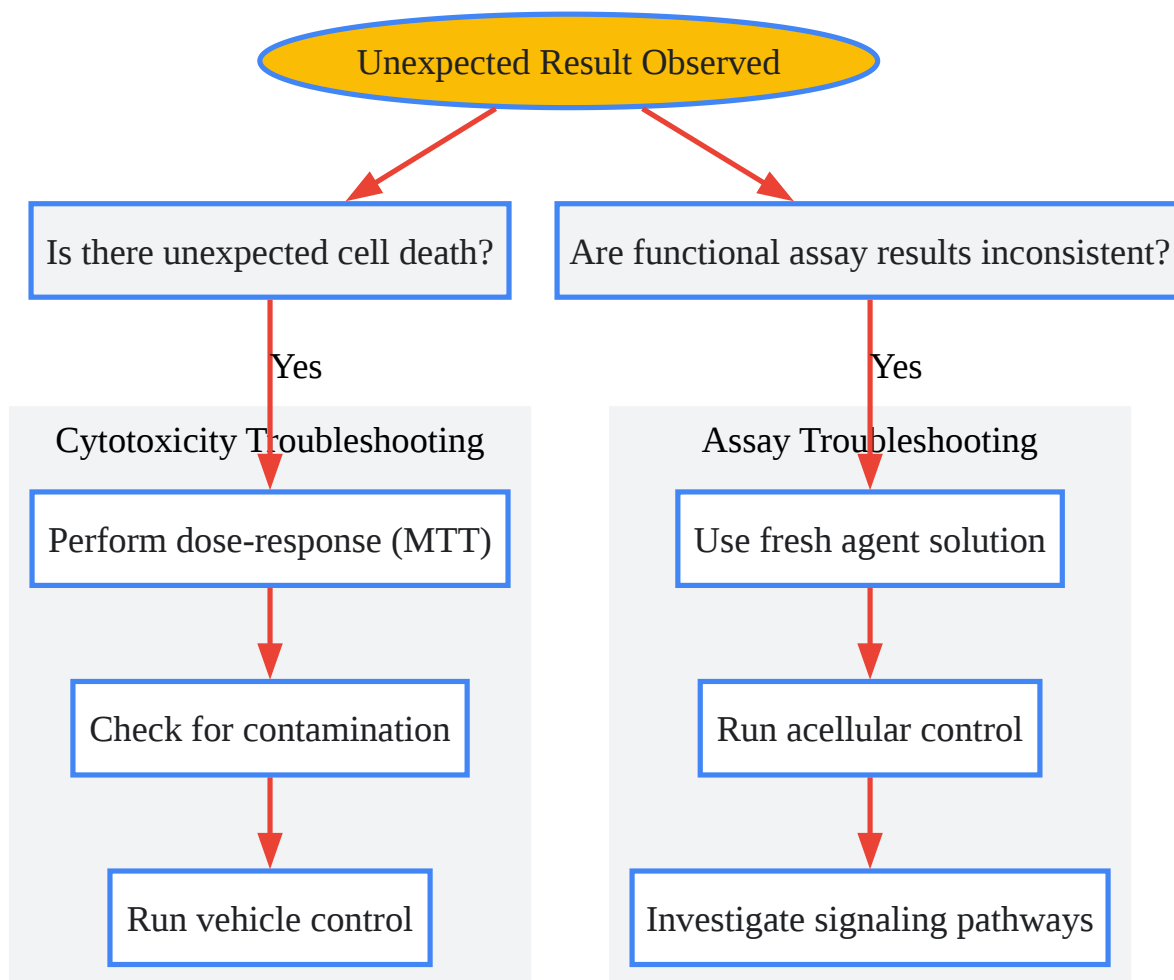 Unexpected Result Observed
Is there unexpected cell death?
Are functional assay results inconsistent?
Yes
Yes
Cytotoxicity Troubleshooting
Assay Troubleshooting
Perform dose-response (MTT)
Use fresh agent solution
Check for contamination
Run acellular control
Run vehicle control
Investigate signaling pathways